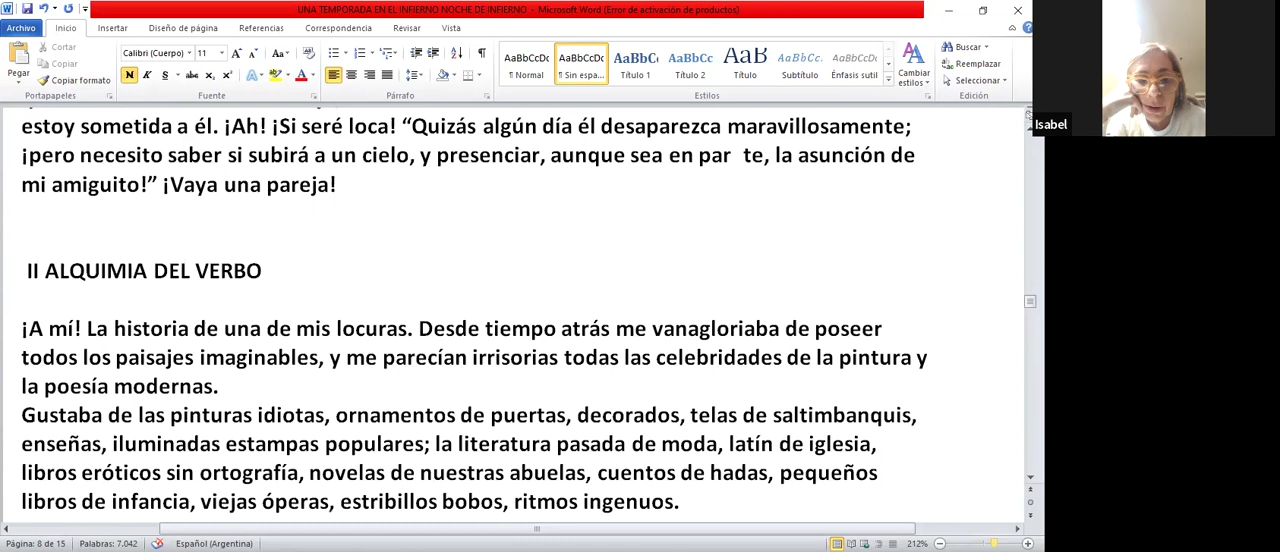 UNA TEMPORADA EN EL INFIERNO NOCHE DE INFIERNO - Microsoft Word (Error de activación de productos)
Archivo Inicio Insertar Diseño de página Referencias Correspondencia Revisar Vista
Pegar
Cortar
Copiar
Copiar formato
Portapapeles
Calibri (Cuerpo) 11
N K S abc x₂ x² A
Fuente
Párrafo
AaBbCcDc AaBbCcDc AaBbC AaBbCc AaB AaBbCc. AaBbCcDc
¶ Normal ¶ Sin espa... Título 1 Título 2 Título Subtítulo Énfasis sutil
Estilos
Cambiar estilos
Buscar
Reemplazar
Seleccionar
Edición
estoy sometida a él. ¡Ah! ¡Si seré loca! “Quizás algún día él desaparezca maravillosamente;
¡pero necesito saber si subirá a un cielo, y presenciar, aunque sea en par te, la asunción de
mi amiguito!” ¡Vaya una pareja!
II ALQUIMIA DEL VERBO
¡A mí! La historia de una de mis locuras. Desde tiempo atrás me vanagloriaba de poseer
todos los paisajes imaginables, y me parecían irrisorias todas las celebridades de la pintura y
la poesía modernas.
Gustaba de las pinturas idiotas, ornamentos de puertas, decorados, telas de saltimbanquis,
enseñas, iluminadas estampas populares; la literatura pasada de moda, latín de iglesia,
libros eróticos sin ortografía, novelas de nuestras abuelas, cuentos de hadas, pequeños
libros de infancia, viejas óperas, estribillos bobos, ritmos ingenuos.
Página: 8 de 15 Palabras: 7.042 Español (Argentina) 212%
Isabel